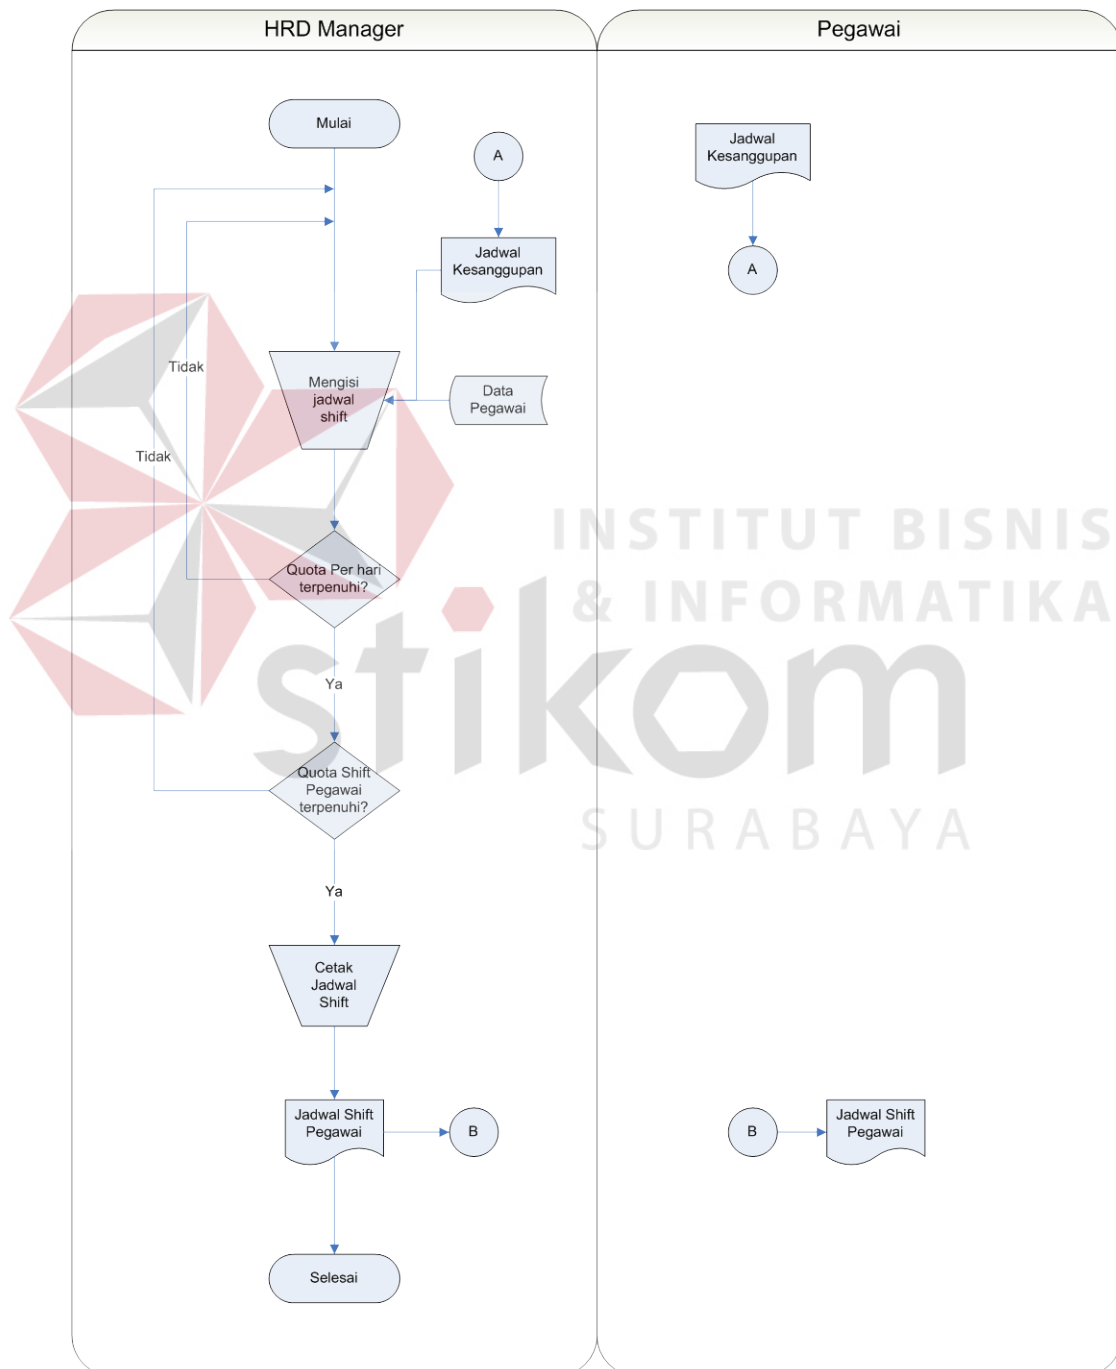 HRD Manager
Pegawai
Mulai
A
Jadwal
Kesanggupan
Jadwal
Kesanggupan
A
Tidak
Mengisi
jadwal
shift
Data
Pegawai
Tidak
Quota Per hari
terpenuhi?
INSTITUT BISNIS
& INFORMATIKA
stikom
SURABAYA
Ya
Quota Shift
Pegawai
terpenuhi?
Ya
Cetak
Jadwal
Shift
Jadwal Shift
Pegawai
B
B
Jadwal Shift
Pegawai
Selesai